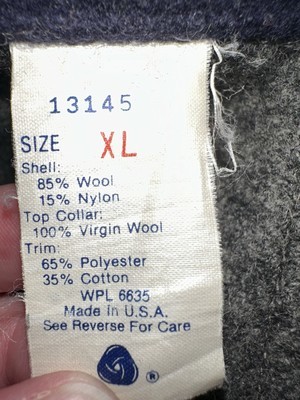 13145
SIZE XL
Shell:
85% Wool
15% Nylon
Top Collar:
100% Virgin Wool
Trim:
65% Polyester
35% Cotton
WPL 6635
Made in U.S.A.
See Reverse For Care
®